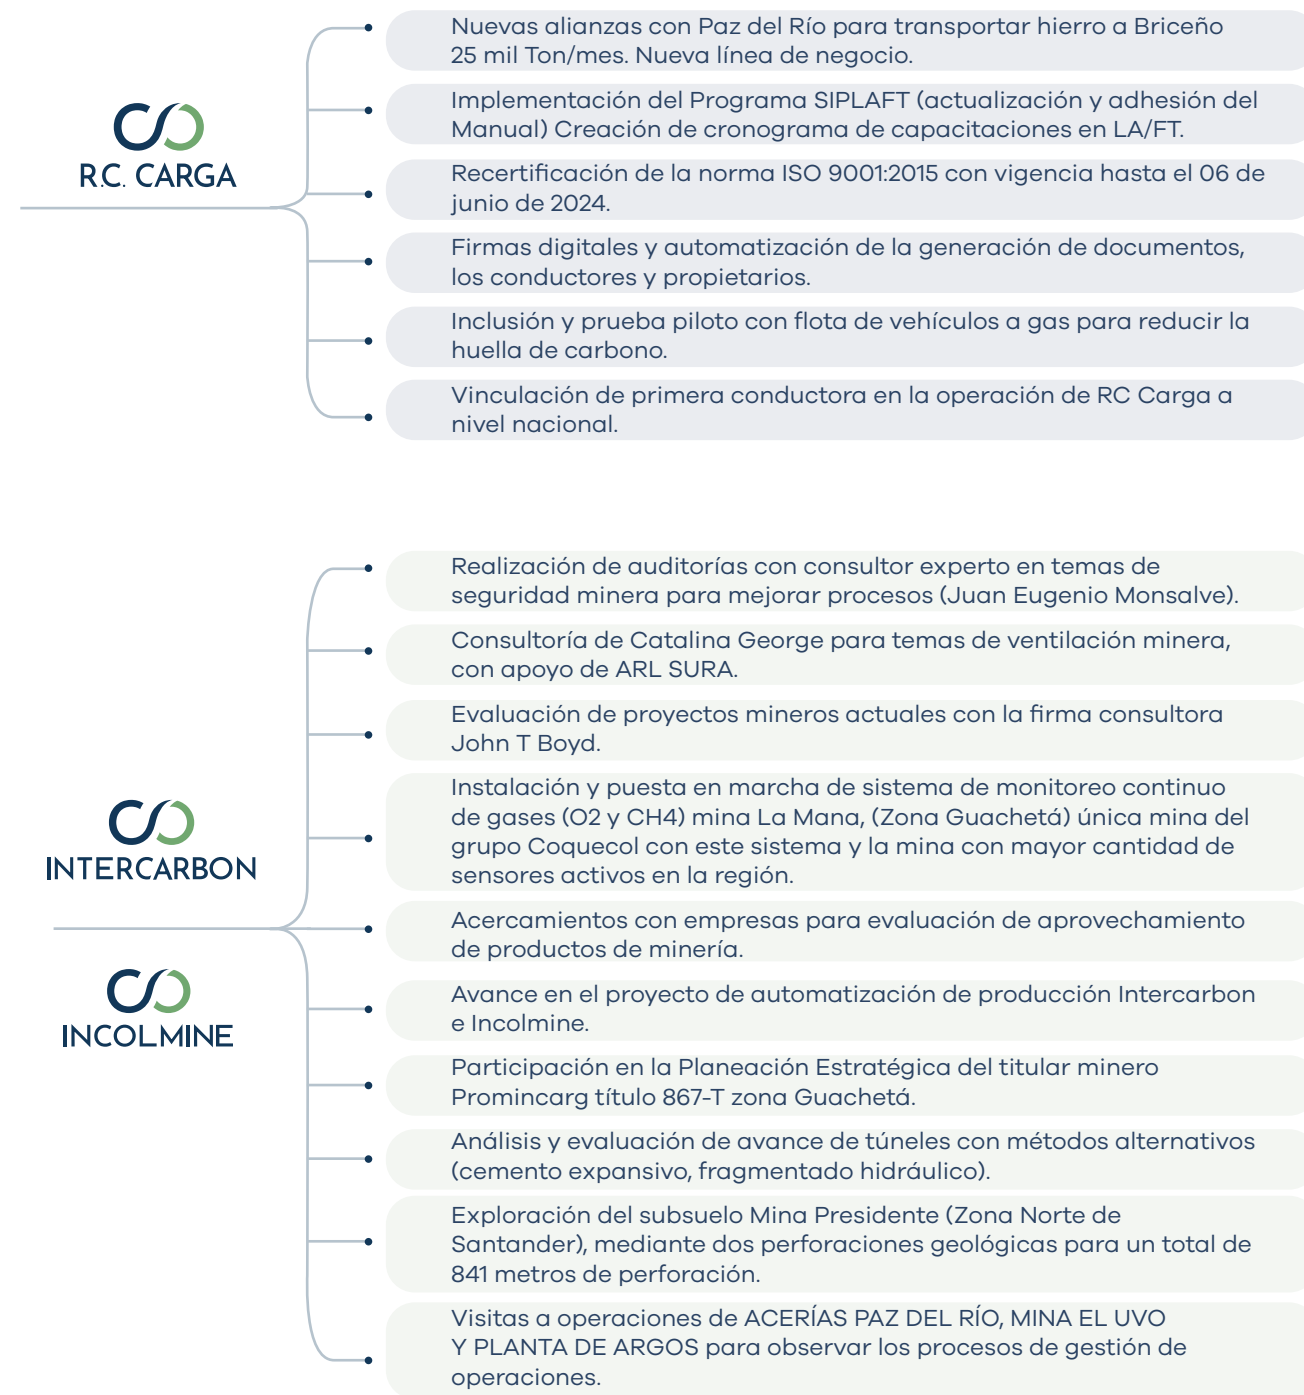 R.C. CARGA
Nuevas alianzas con Paz del Río para transportar hierro a Briceño
25 mil Ton/mes. Nueva línea de negocio.
Implementación del Programa SIPLAFT (actualización y adhesión del
Manual) Creación de cronograma de capacitaciones en LA/FT.
Recertificación de la norma ISO 9001:2015 con vigencia hasta el 06 de
junio de 2024.
Firmas digitales y automatización de la generación de documentos,
los conductores y propietarios.
Inclusión y prueba piloto con flota de vehículos a gas para reducir la
huella de carbono.
Vinculación de primera conductora en la operación de RC Carga a
nivel nacional.
INTERCARBON
INCOLMINE
Realización de auditorías con consultor experto en temas de
seguridad minera para mejorar procesos (Juan Eugenio Monsalve).
Consultoría de Catalina George para temas de ventilación minera,
con apoyo de ARL SURA.
Evaluación de proyectos mineros actuales con la firma consultora
John T Boyd.
Instalación y puesta en marcha de sistema de monitoreo continuo
de gases (O2 y CH4) mina La Mana, (Zona Guachetá) única mina del
grupo Coquecol con este sistema y la mina con mayor cantidad de
sensores activos en la región.
Acercamientos con empresas para evaluación de aprovechamiento
de productos de minería.
Avance en el proyecto de automatización de producción Intercarbon
e Incolmine.
Participación en la Planeación Estratégica del titular minero
Promincarg título 867-T zona Guachetá.
Análisis y evaluación de avance de túneles con métodos alternativos
(cemento expansivo, fragmentado hidráulico).
Exploración del subsuelo Mina Presidente (Zona Norte de
Santander), mediante dos perforaciones geológicas para un total de
841 metros de perforación.
Visitas a operaciones de ACERÍAS PAZ DEL RÍO, MINA EL UVO
Y PLANTA DE ARGOS para observar los procesos de gestión de
operaciones.